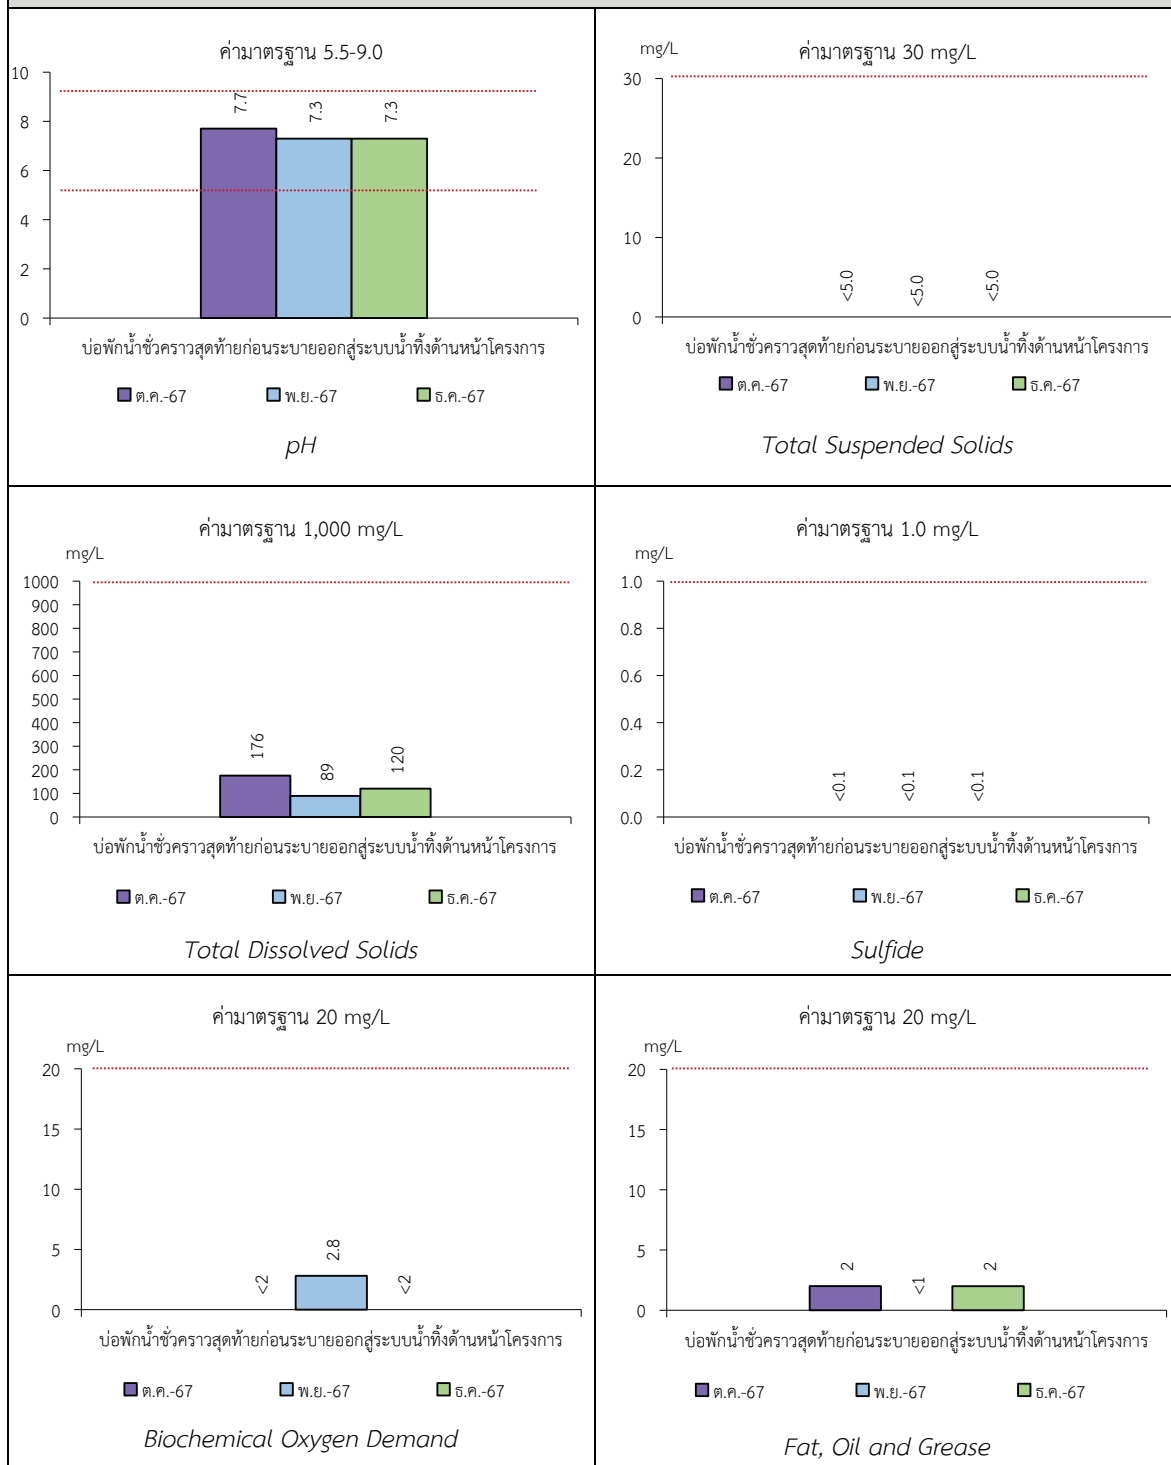 ค่ามาตรฐาน 5.5-9.0
10
8
6
4
2
0
7.7
7.3
7.3
บ่อพักน้ำชั่วคราวสุดท้ายก่อนระบายออกสู่ระบบน้ำทิ้งด้านหน้าโครงการ
ต.ค.-67 พ.ย.-67 ธ.ค.-67
pH
ค่ามาตรฐาน 30 mg/L
mg/L
30
20
10
0
<5.0
<5.0
<5.0
บ่อพักน้ำชั่วคราวสุดท้ายก่อนระบายออกสู่ระบบน้ำทิ้งด้านหน้าโครงการ
ต.ค.-67 พ.ย.-67 ธ.ค.-67
Total Suspended Solids
ค่ามาตรฐาน 1,000 mg/L
mg/L
1000
900
800
700
600
500
400
300
200
100
0
176
89
120
บ่อพักน้ำชั่วคราวสุดท้ายก่อนระบายออกสู่ระบบน้ำทิ้งด้านหน้าโครงการ
ต.ค.-67 พ.ย.-67 ธ.ค.-67
Total Dissolved Solids
ค่ามาตรฐาน 1.0 mg/L
mg/L
1.0
0.8
0.6
0.4
0.2
0.0
<0.1
<0.1
<0.1
บ่อพักน้ำชั่วคราวสุดท้ายก่อนระบายออกสู่ระบบน้ำทิ้งด้านหน้าโครงการ
ต.ค.-67 พ.ย.-67 ธ.ค.-67
Sulfide
ค่ามาตรฐาน 20 mg/L
mg/L
20
15
10
5
0
<2
2.8
<2
บ่อพักน้ำชั่วคราวสุดท้ายก่อนระบายออกสู่ระบบน้ำทิ้งด้านหน้าโครงการ
ต.ค.-67 พ.ย.-67 ธ.ค.-67
Biochemical Oxygen Demand
ค่ามาตรฐาน 20 mg/L
mg/L
20
15
10
5
0
2
<1
2
บ่อพักน้ำชั่วคราวสุดท้ายก่อนระบายออกสู่ระบบน้ำทิ้งด้านหน้าโครงการ
ต.ค.-67 พ.ย.-67 ธ.ค.-67
Fat, Oil and Grease